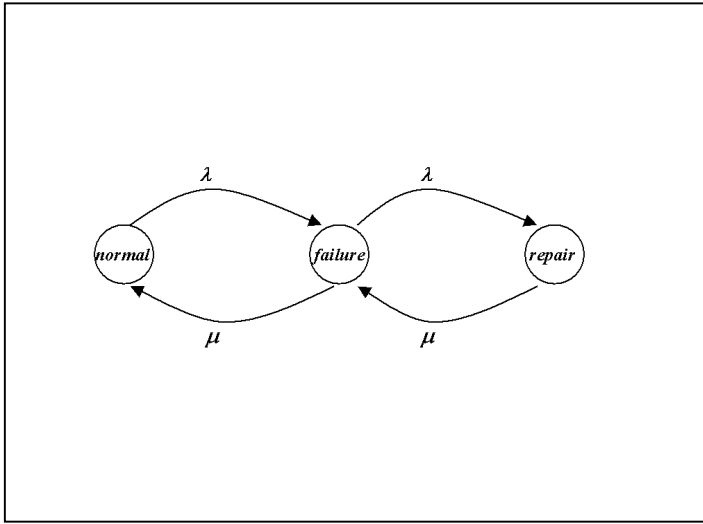 λ λ
normal failure repair
μ μ